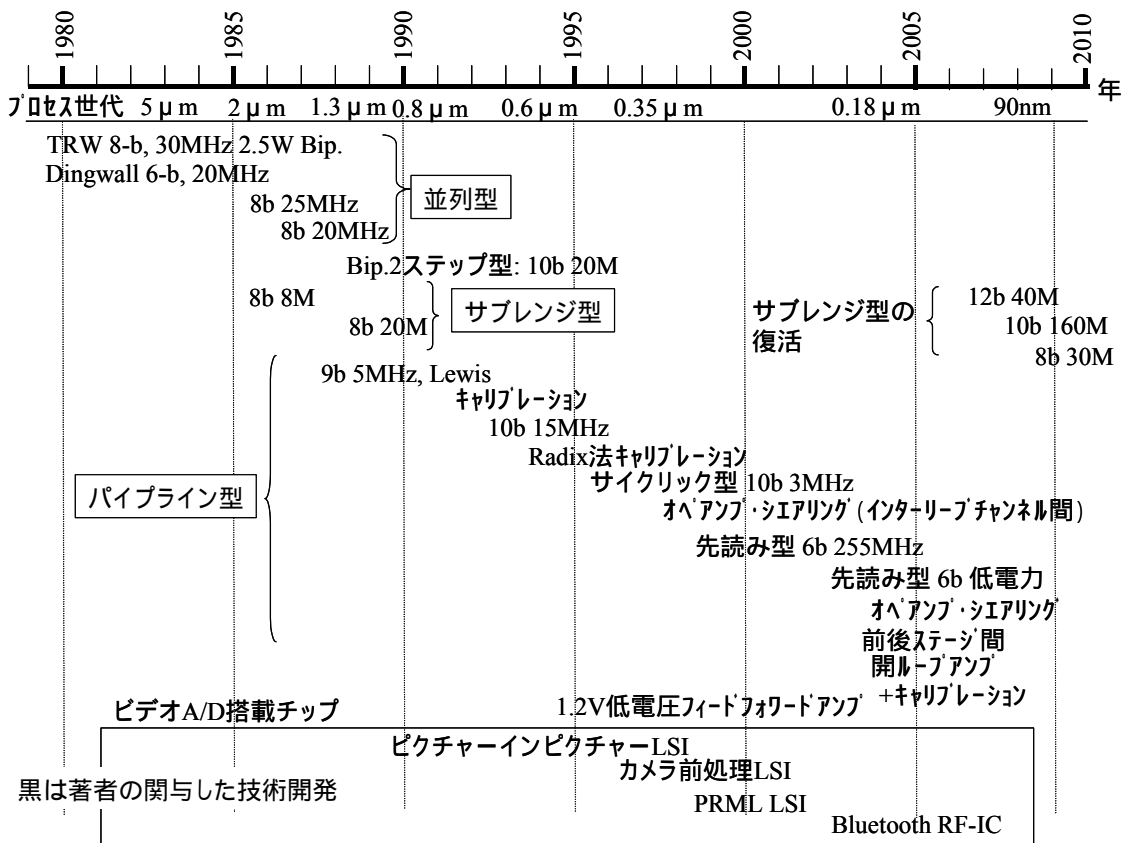 1980 1985 1990 1995 2000 2005 2010
年
プロセス世代 5μm 2μm 1.3μm 0.8μm 0.6μm 0.35μm 0.18μm 90nm
TRW 8-b, 30MHz 2.5W Bip.
Dingwall 6-b, 20MHz
8b 25MHz
並列型
8b 20MHz
Bip.2ステップ型: 10b 20M
8b 8M
サブレンジ型
8b 20M
サブレンジ型の
復活
12b 40M
10b 160M
8b 30M
9b 5MHz, Lewis
キャリブレーション
10b 15MHz
Radix法キャリブレーション
サイクリック型 10b 3MHz
パイプライン型
オペアンプ・シエアリング(インターリーブチャンネル間)
先読み型 6b 255MHz
先読み型 6b 低電力
オペアンプ・シエアリング
前後ステージ間
開ループアンプ
+キャリブレーション
1.2V低電圧フィードフォワードアンプ
ビデオA/D搭載チップ
ピクチャーインピクチャーLSI
カメラ前処理LSI
黒は著者の関与した技術開発
PRML LSI
Bluetooth RF-IC